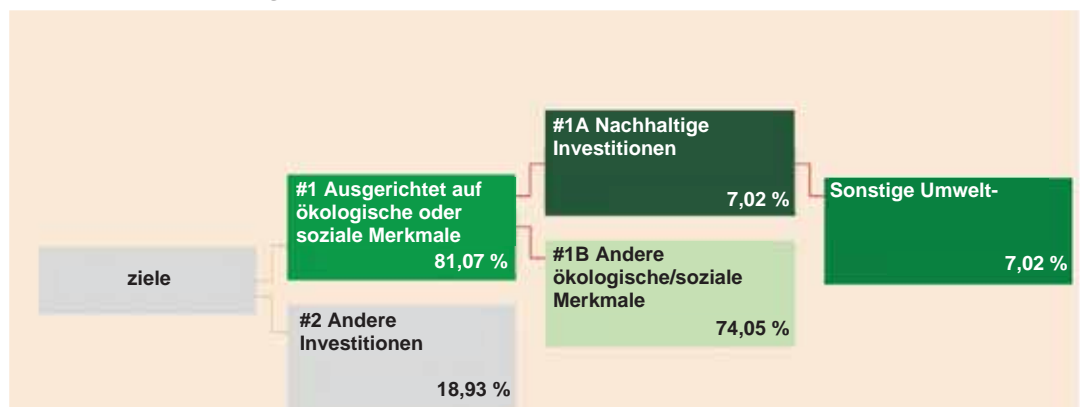 #1A Nachhaltige
Investitionen
7,02 %
#1 Ausgerichtet auf
ökologische oder
soziale Merkmale
81,07 %
Sonstige Umwelt-
7,02 %
ziele
#1B Andere
ökologische/soziale
Merkmale
74,05 %
#2 Andere
Investitionen
18,93 %